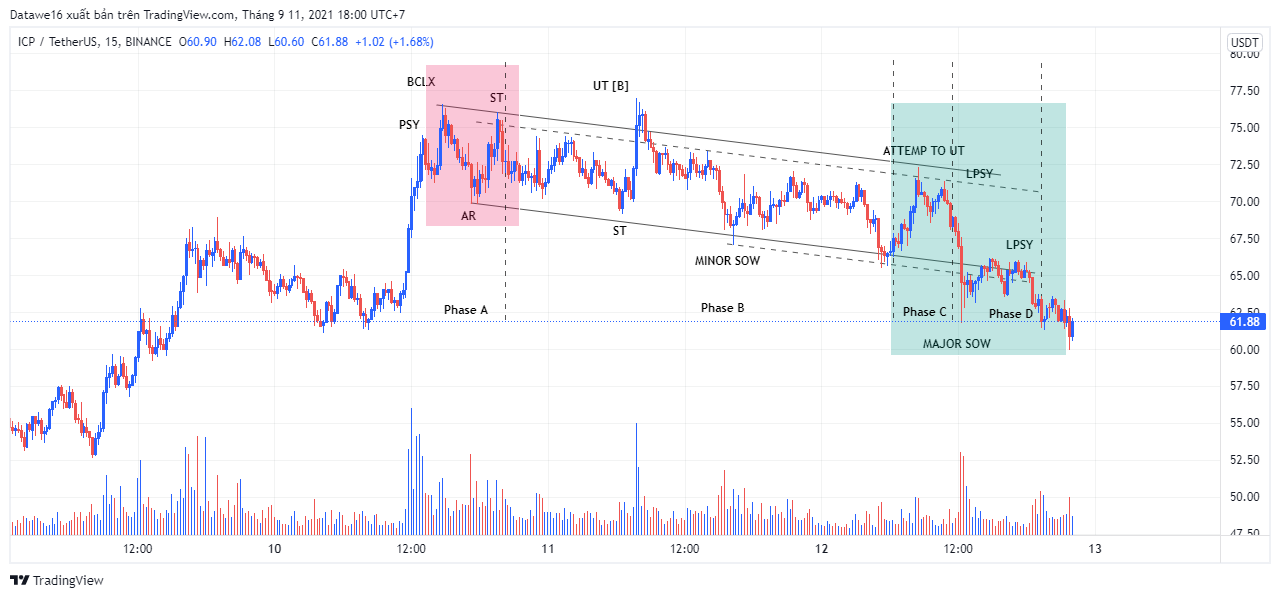 Datawe16 xuất bản trên TradingView.com, Tháng 9 11, 2021 18:00 UTC+7
ICP / TetherUS, 15, BINANCE O60.90 H62.08 L60.60 C61.88 +1.02 (+1.68%)
USDT
80.00
BCLX
77.50
UT [B]
ST
PSY
75.00
ATTEMP TO UT
72.50
LPSY
70.00
AR
ST
67.50
LPSY
MINOR SOW
65.00
Phase A
Phase B
Phase C
Phase D
62.50
61.88
MAJOR SOW
60.00
57.50
55.00
52.50
50.00
47.50
12:00
10
12:00
11
12:00
12
12:00
13
TradingView